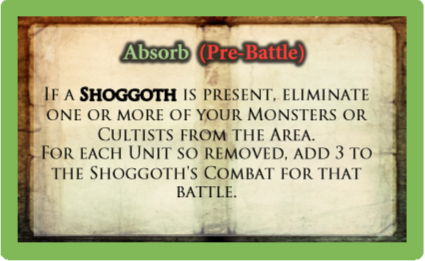 Absorb (Pre-Battle)
If a Shoggoth is present, eliminate
one or more of your Monsters or
Cultists from the Area.
For each Unit so removed, add 3 to
the Shoggoth's Combat for that
battle.